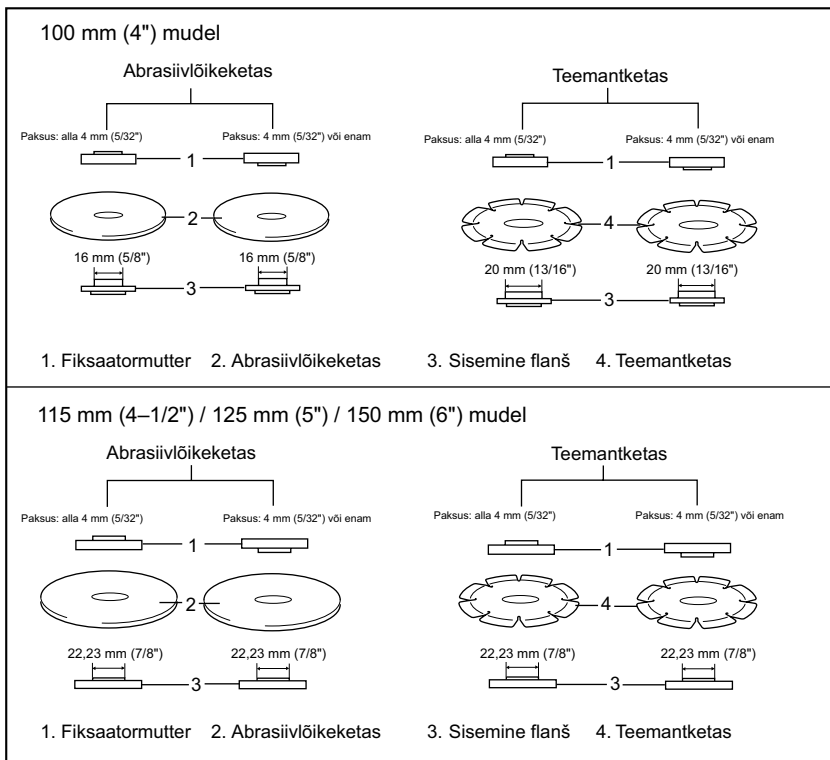 100 mm (4") mudel
Abrasiivlõikeketas
Teemantketas
Paksus: alla 4 mm (5/32")
Paksus: 4 mm (5/32") või enam
Paksus: alla 4 mm (5/32")
Paksus: 4 mm (5/32") või enam
1
1
2
4
16 mm (5/8")
16 mm (5/8")
20 mm (13/16")
20 mm (13/16")
3
3
1. Fiksaatormutter 2. Abrasiivlõikeketas 3. Sisemine flanš 4. Teemantketas
115 mm (4–1/2") / 125 mm (5") / 150 mm (6") mudel
Abrasiivlõikeketas
Teemantketas
Paksus: alla 4 mm (5/32")
Paksus: 4 mm (5/32") või enam
Paksus: alla 4 mm (5/32")
Paksus: 4 mm (5/32") või enam
1
1
2
4
22,23 mm (7/8")
22,23 mm (7/8")
22,23 mm (7/8")
22,23 mm (7/8")
3
3
1. Fiksaatormutter 2. Abrasiivlõikeketas 3. Sisemine flanš 4. Teemantketas